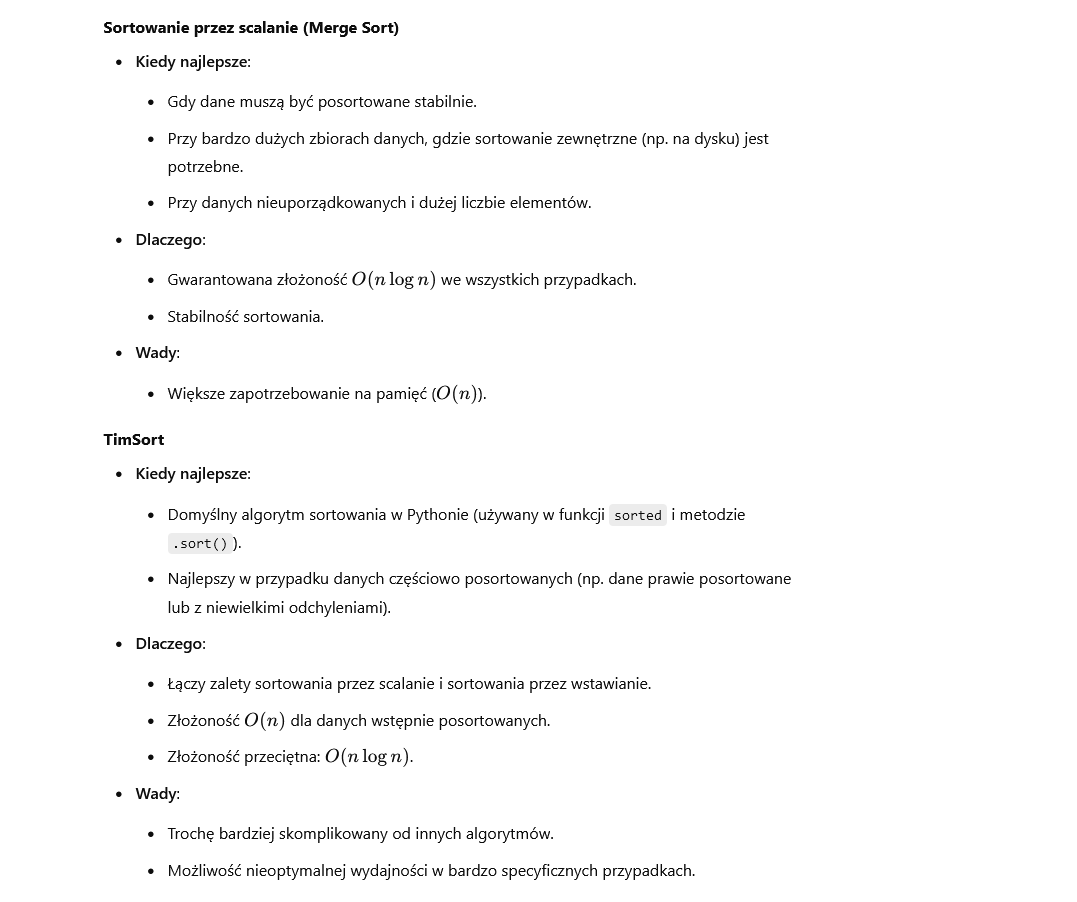 Sortowanie przez scalanie (Merge Sort)
• Kiedy najlepsze:
• Gdy dane muszą być posortowane stabilnie.
• Przy bardzo dużych zbiorach danych, gdzie sortowanie zewnętrzne (np. na dysku) jest
potrzebne.
• Przy danych nieuporządkowanych i dużej liczbie elementów.
• Dlaczego:
• Gwarantowana złożoność O(n log n) we wszystkich przypadkach.
• Stabilność sortowania.
• Wady:
• Większe zapotrzebowanie na pamięć (O(n)).
TimSort
• Kiedy najlepsze:
• Domyślny algorytm sortowania w Pythonie (używany w funkcji sorted i metodzie
.sort() ).
• Najlepszy w przypadku danych częściowo posortowanych (np. dane prawie posortowane
lub z niewielkimi odchyleniami).
• Dlaczego:
• Łączy zalety sortowania przez scalanie i sortowania przez wstawianie.
• Złożoność O(n) dla danych wstępnie posortowanych.
• Złożoność przeciętna: O(n log n).
• Wady:
• Trochę bardziej skomplikowany od innych algorytmów.
• Możliwość nieoptymalnej wydajności w bardzo specyficznych przypadkach.